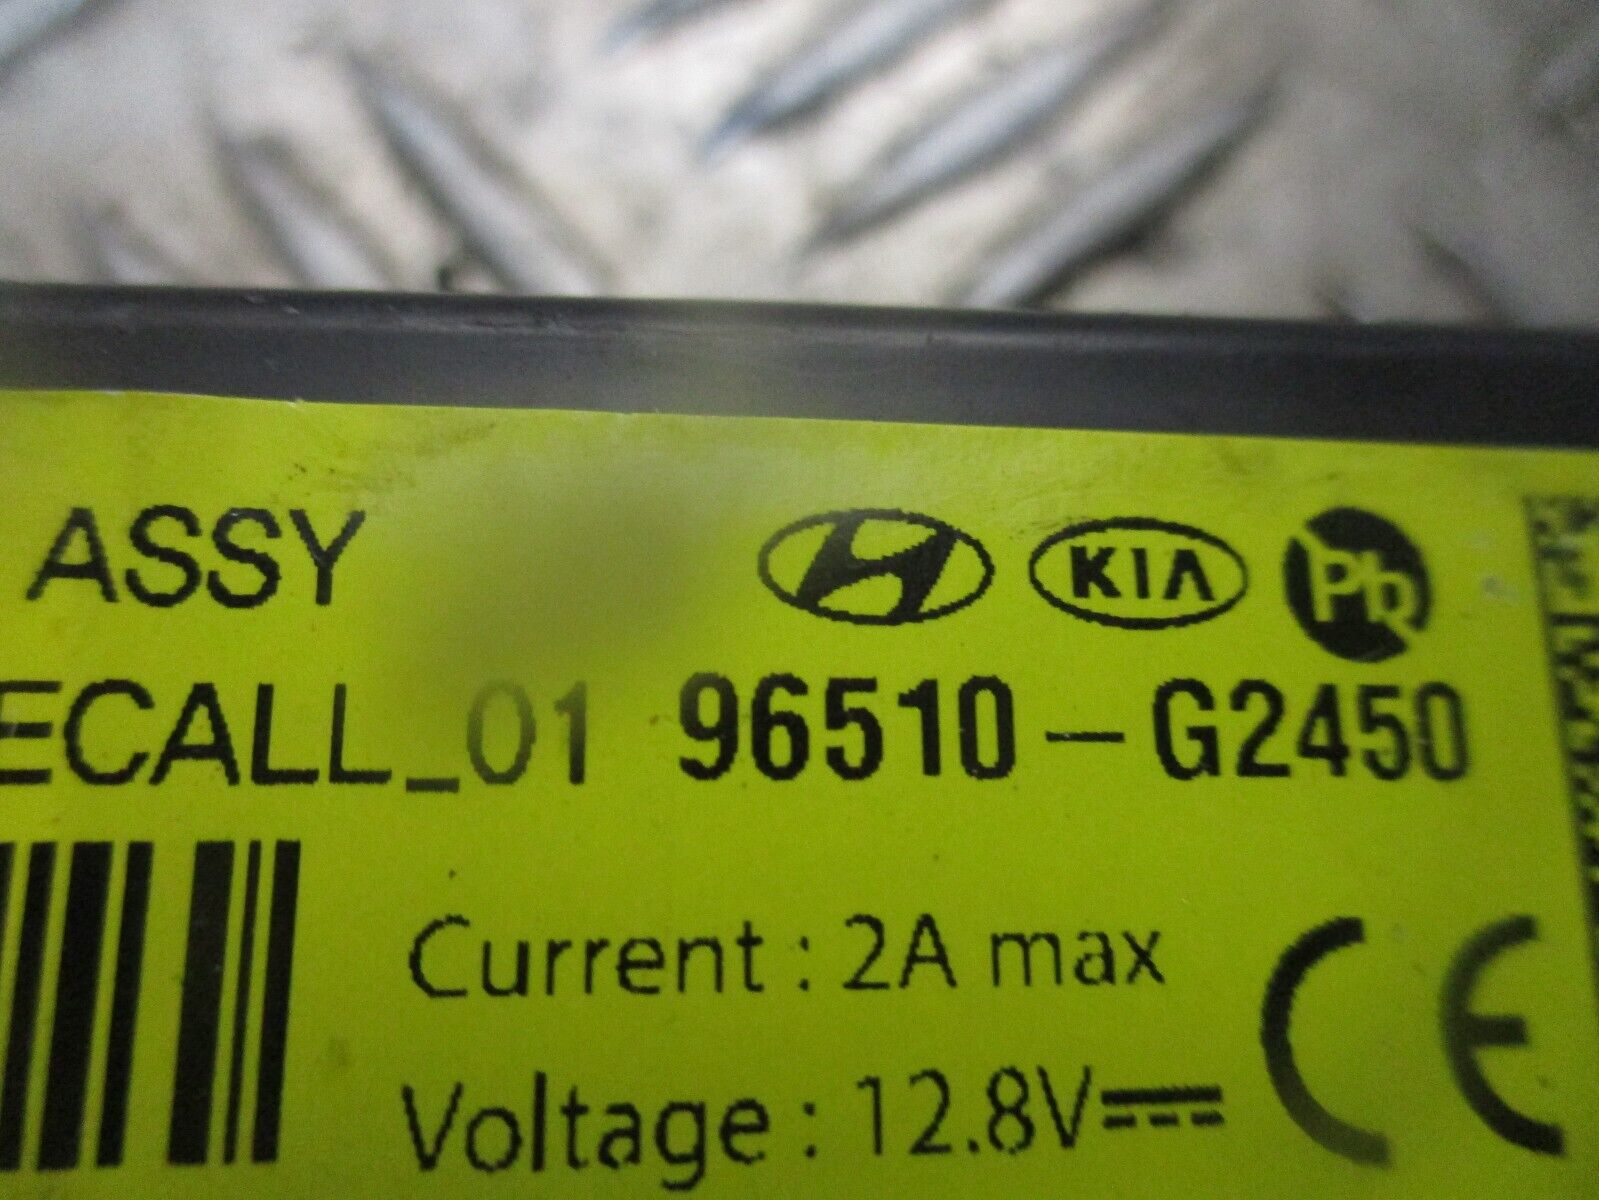 ASSY
KIA Pb
ECALL_01 96510-G2450
Current : 2A max
Voltage : 12.8V
CE